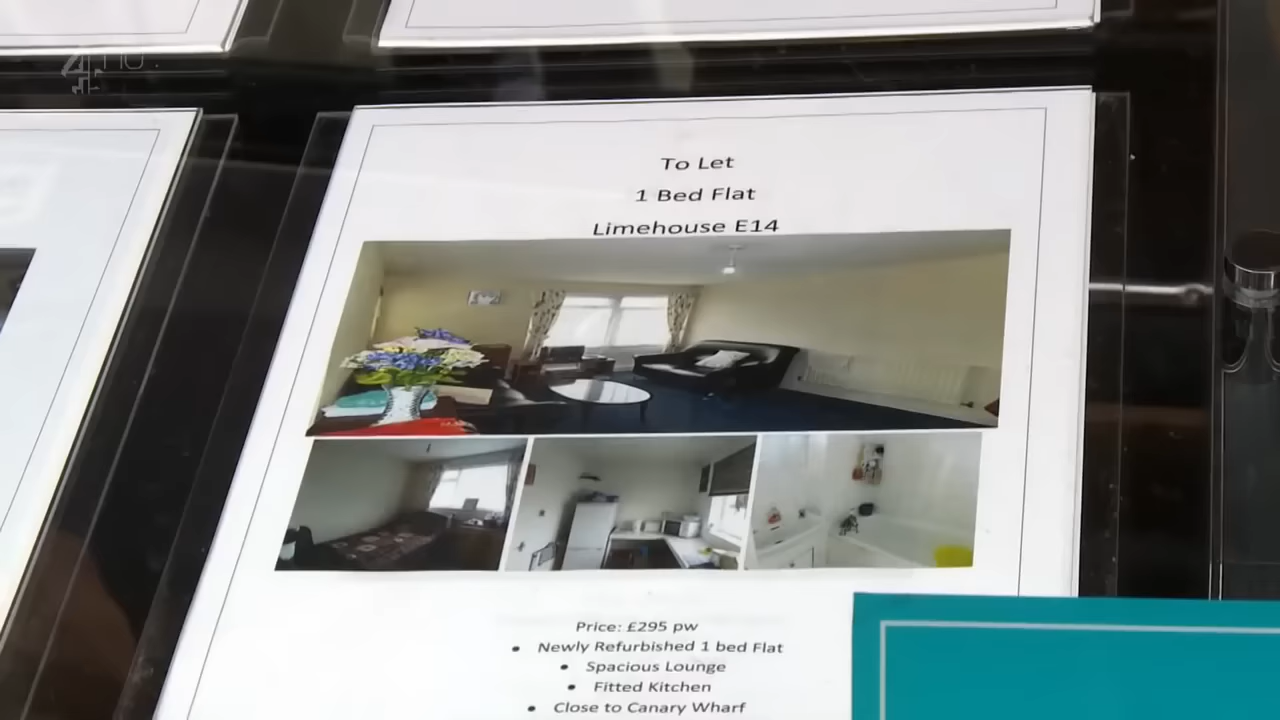 4
To Let
1 Bed Flat
Limehouse E14
Price: £295 pw
• Newly Refurbished 1 bed Flat
• Spacious Lounge
• Fitted Kitchen
• Close to Canary Wharf